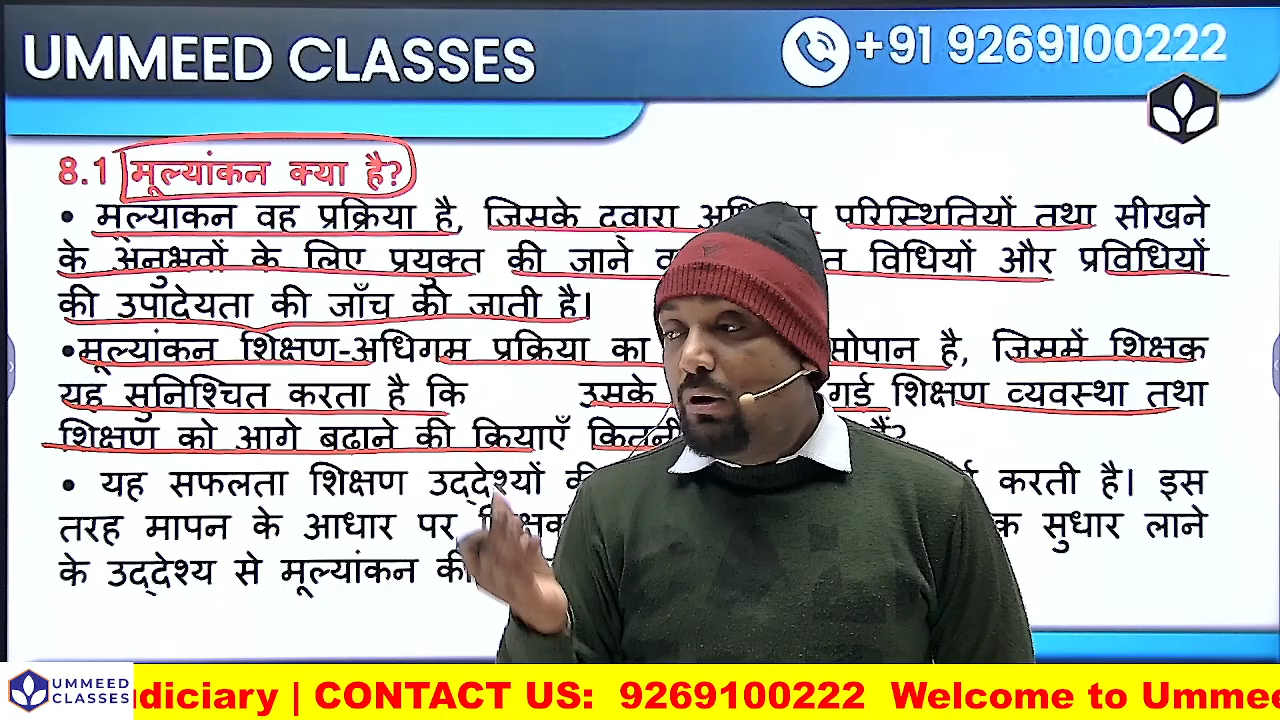 UMMEED CLASSES
+91 9269100222
8.1 मूल्यांकन क्या है?
• मूल्यांकन वह प्रक्रिया है, जिसके द्वारा परिस्थितियों तथा सीखने
के अनुभवों के लिए प्रयुक्त की जाने विधियों और प्रविधियों
की उपादेयता की जाँच की जाती है।
•मूल्यांकन शिक्षण-अधिगम प्रक्रिया का सोपान है, जिसमें शिक्षक
यह सुनिश्चित करता है कि उसके गई शिक्षण व्यवस्था तथा
शिक्षण को आगे बढ़ाने की क्रियाएँ कितनी
• यह सफलता शिक्षण उद्देश्यों करती है। इस
तरह मापन के आधार पर सुधार लाने
के उद्देश्य से मूल्यांकन की
UMMEED
CLASSES
udiciary | CONTACT US: 9269100222 Welcome to Ummee